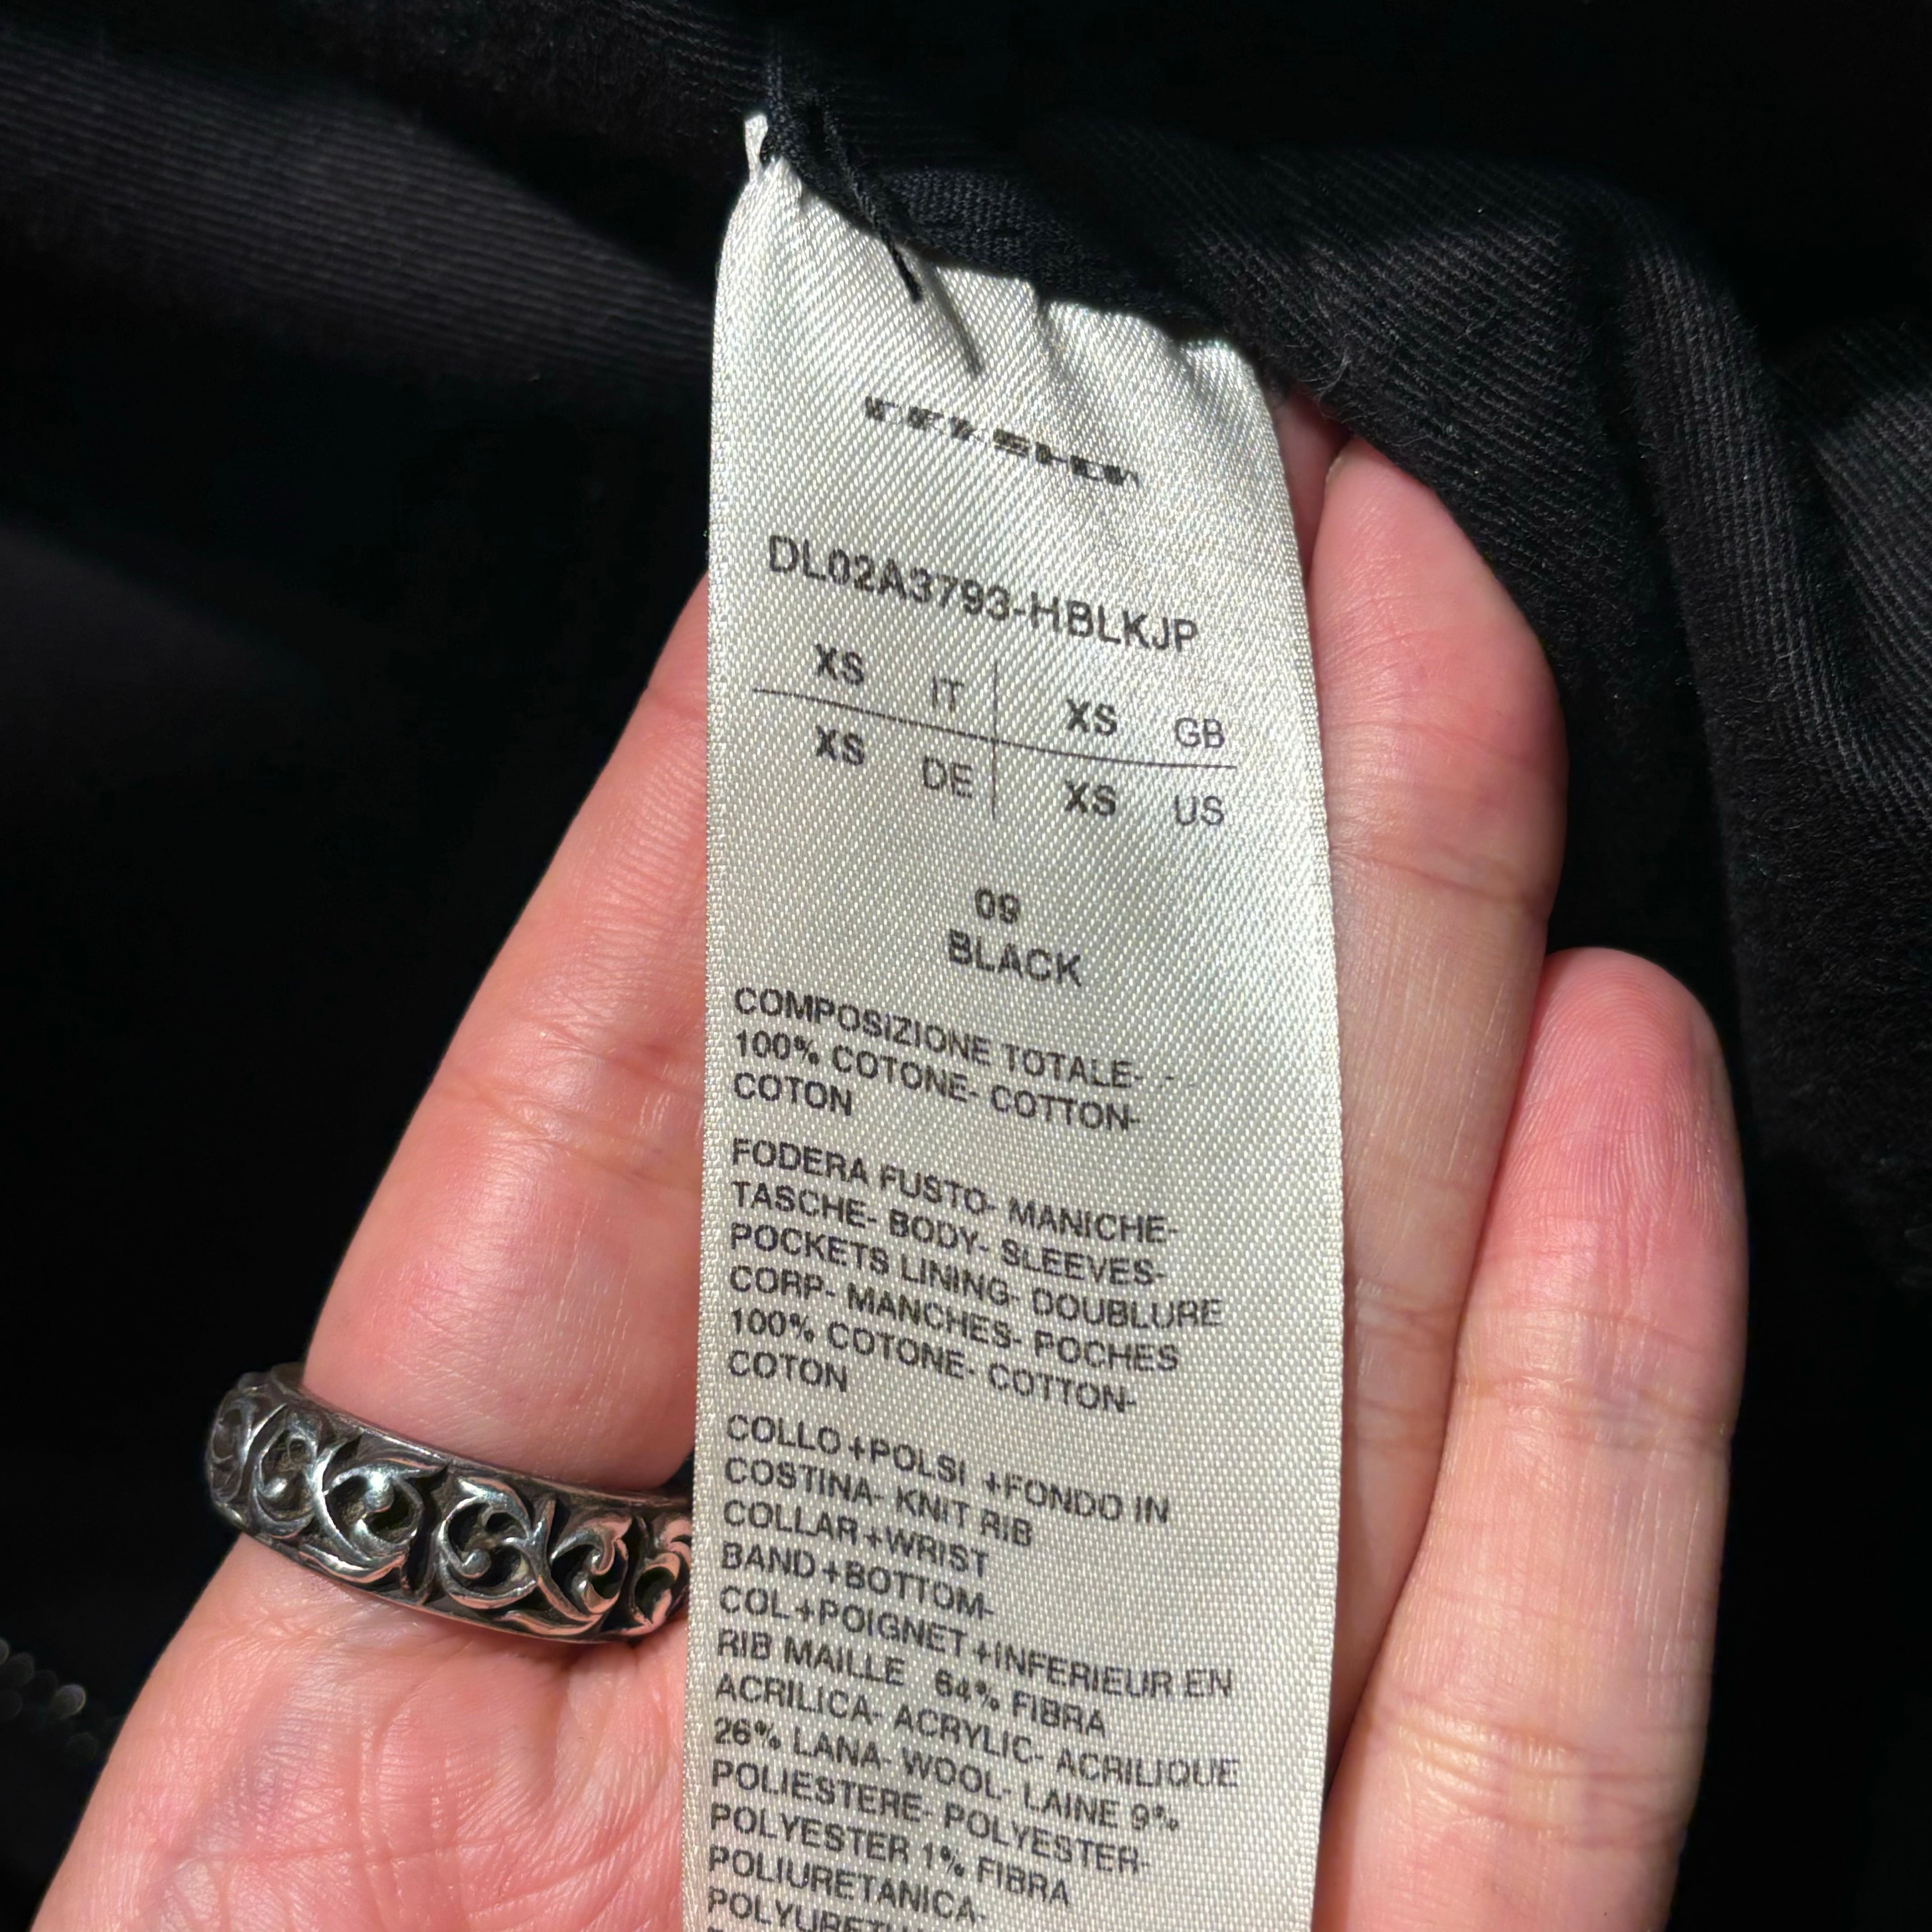 DL02A3793-HBLKJP
XS IT XS GB
XS DE XS US
09
BLACK
COMPOSIZIONE TOTALE- -
100% COTONE- COTTON-
COTON
FODERA FUSTO- MANICHE-
TASCHE- BODY- SLEEVES-
POCKETS LINING- DOUBLURE
CORP- MANCHES- POCHES
100% COTONE- COTTON-
COTON
COLLO+POLSI +FONDO IN
COSTINA- KNIT RIB
COLLAR+WRIST
BAND+BOTTOM-
COL+POIGNET+INFERIEUR EN
RIB MAILLE 64% FIBRA
ACRILICA- ACRYLIC- ACRILIQUE
26% LANA- WOOL- LAINE 9%
POLIESTERE- POLYESTER-
POLYESTER 1% FIBRA
POLIURETANICA-